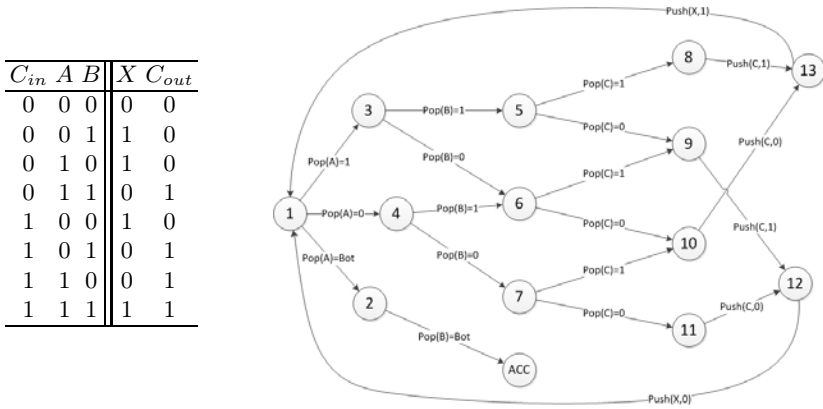 C_in A B X C_out
0 0 0 0 0
0 0 1 1 0
0 1 0 1 0
0 1 1 0 1
1 0 0 1 0
1 0 1 0 1
1 1 0 0 1
1 1 1 1 1
Push(X,1)
8
Push(C,1)
13
Pop(C)=1
3
Pop(B)=1
5
Pop(C)=0
Push(C,0)
9
Pop(A)=1
Pop(B)=0
Pop(C)=1
1
Pop(A)=0
4
Pop(B)=1
6
Pop(C)=0
Push(C,1)
10
Pop(A)=Bot
Pop(B)=0
Pop(C)=1
12
2
7
Pop(C)=0
Push(C,0)
11
Pop(B)=Bot
ACC
Push(X,0)